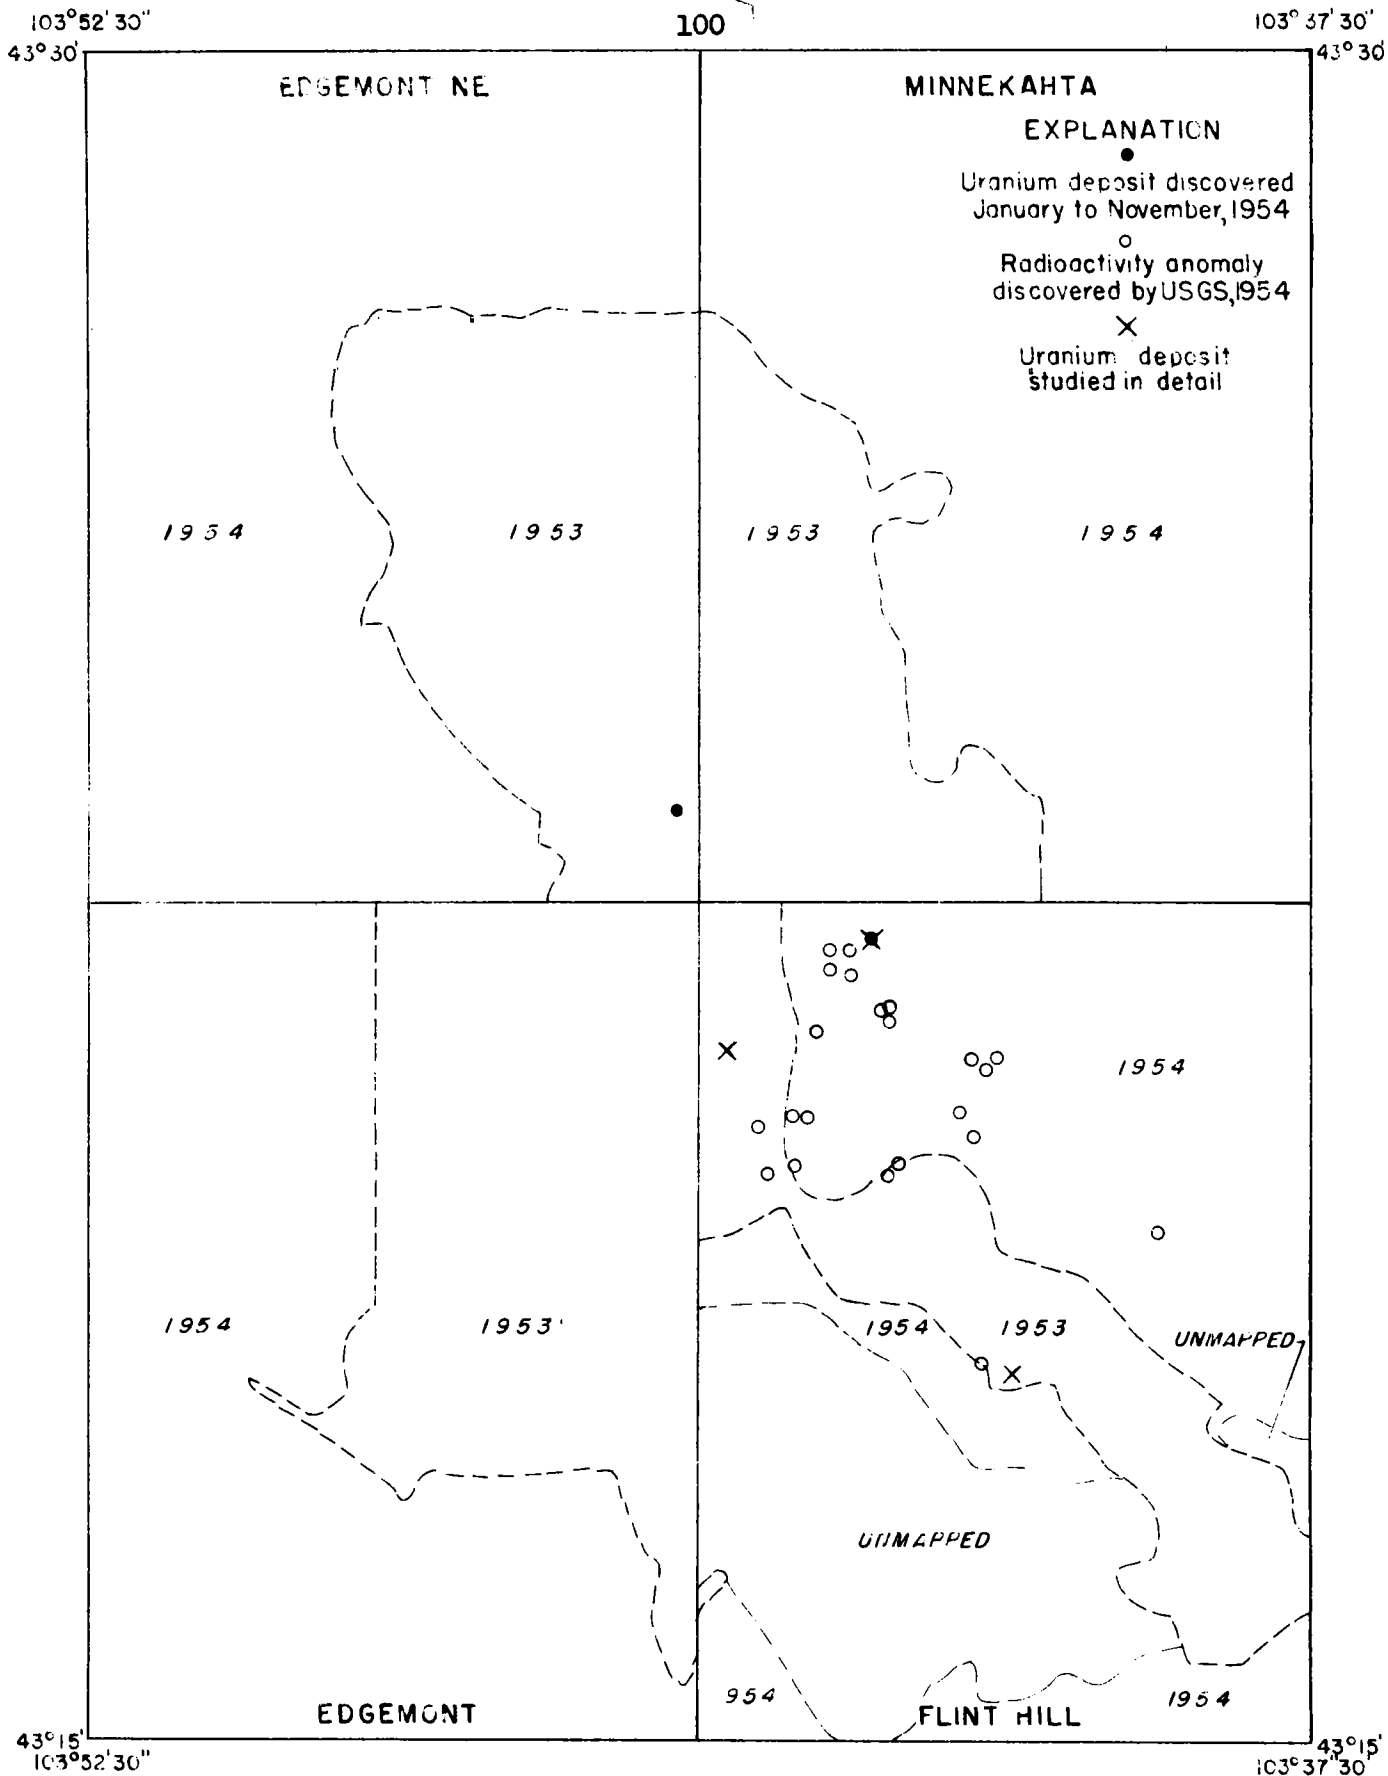 103°52'30"
100
103°37'30"
43°30'
43°30'
EDGEMONT NE
MINNEKAHTA
EXPLANATION
Uranium deposit discovered
January to November, 1954
Radioactivity anomaly
discovered by USGS, 1954
Uranium deposit
studied in detail
1954
1953
1953
1954
1954
1954
1953
1954
1953
UNMAPPED
UNMAPPED
954
1954
EDGEMONT
FLINT HILL
43°15'
43°15'
103°52'30"
103°37'30"